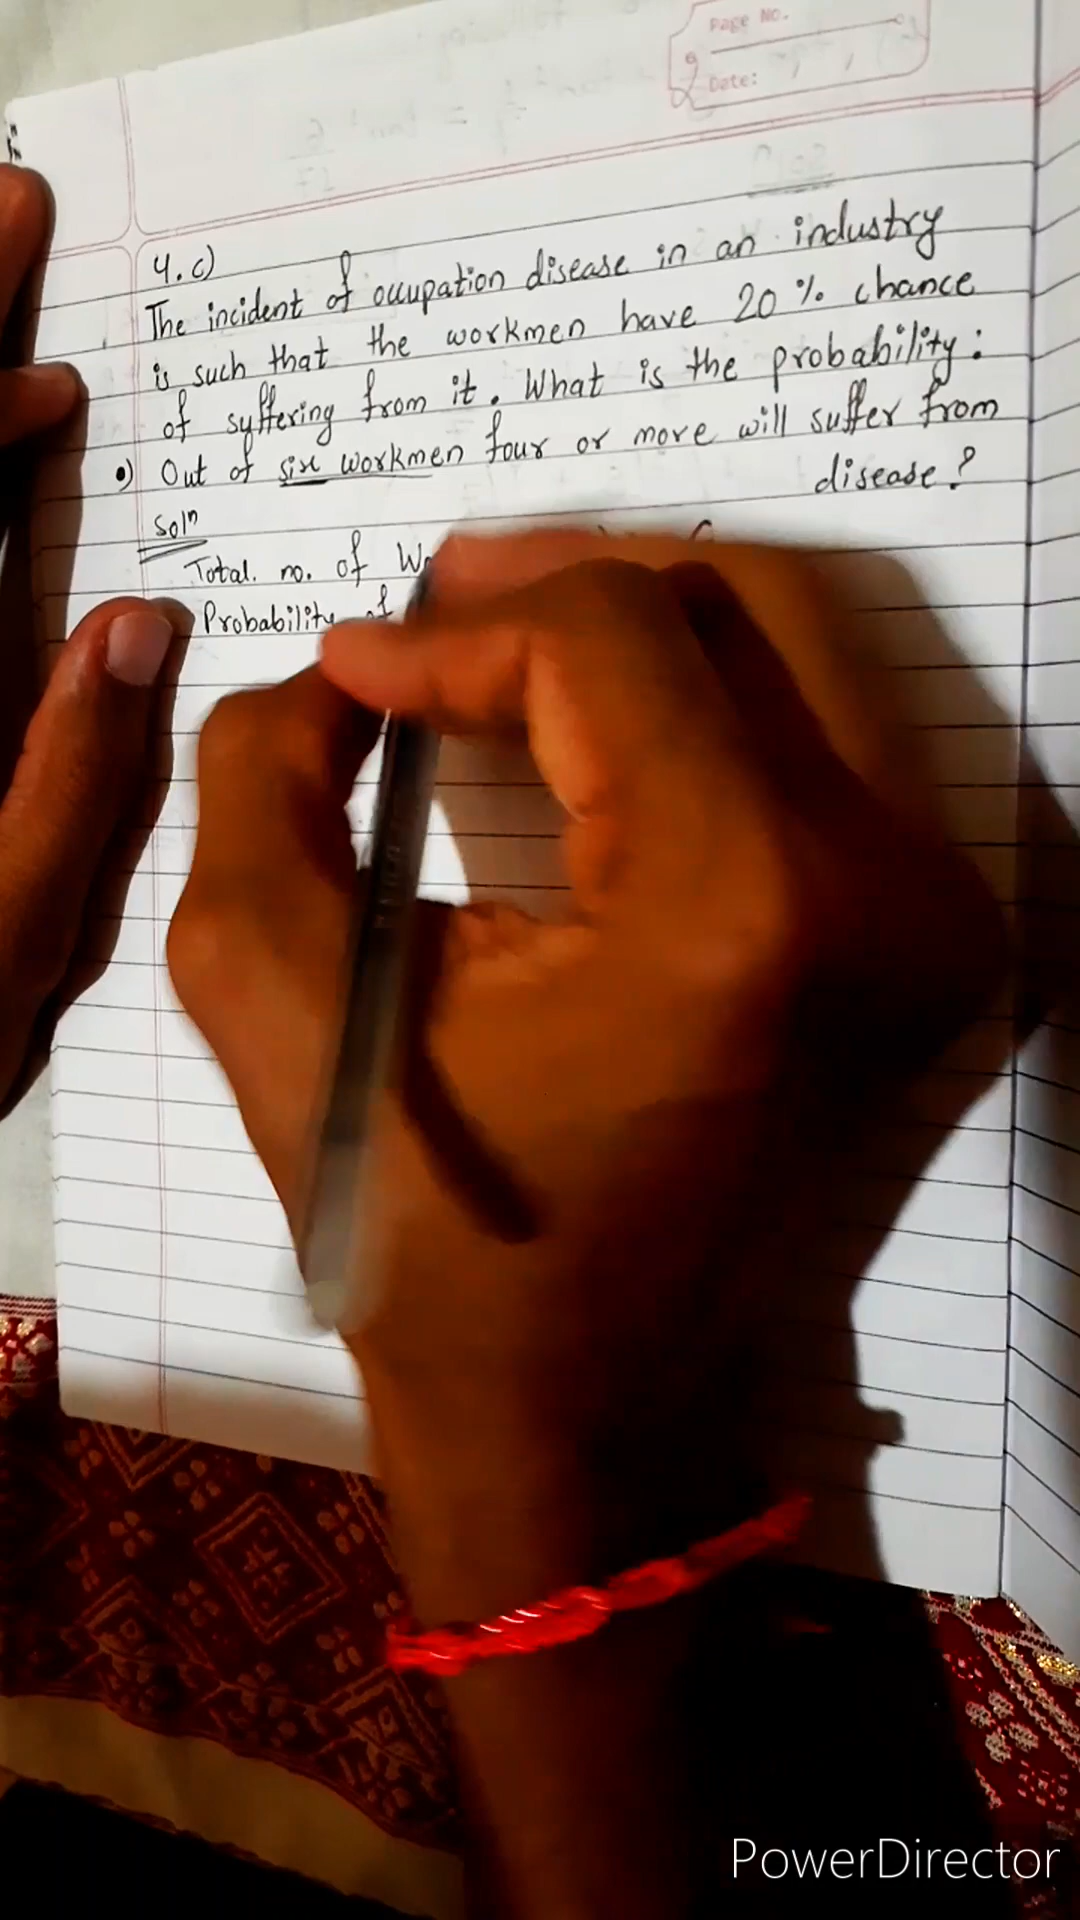 Page No.
Date:
4. c)
The incident of occupation disease in an industry
is such that the workmen have 20 % chance
of suffering from it. What is the probability:
•) Out of six workmen four or more will suffer from
disease?
Soln
Total. no. of
Probability of
PowerDirector